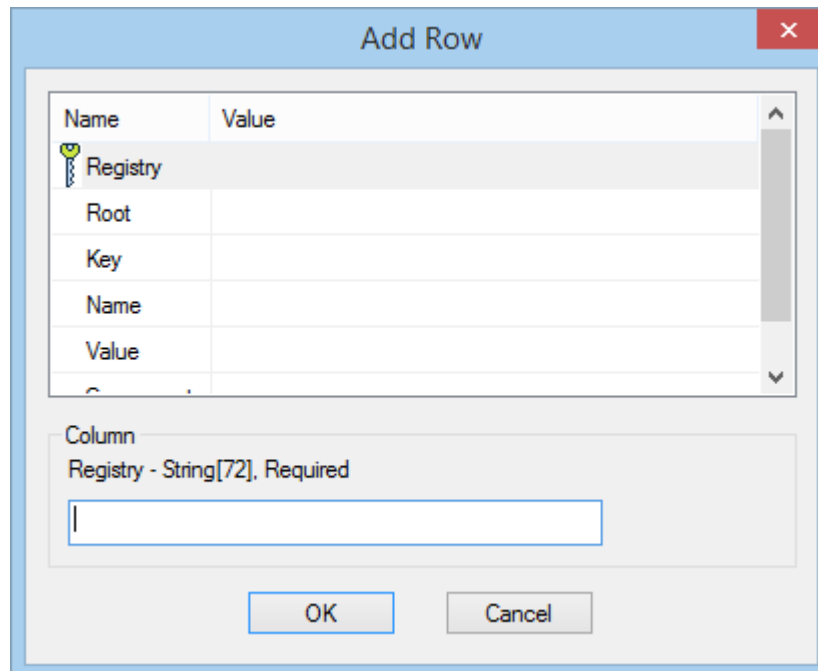 Add Row
Name Value
Registry
Root
Key
Name
Value
Column
Registry - String[72], Required
OK Cancel